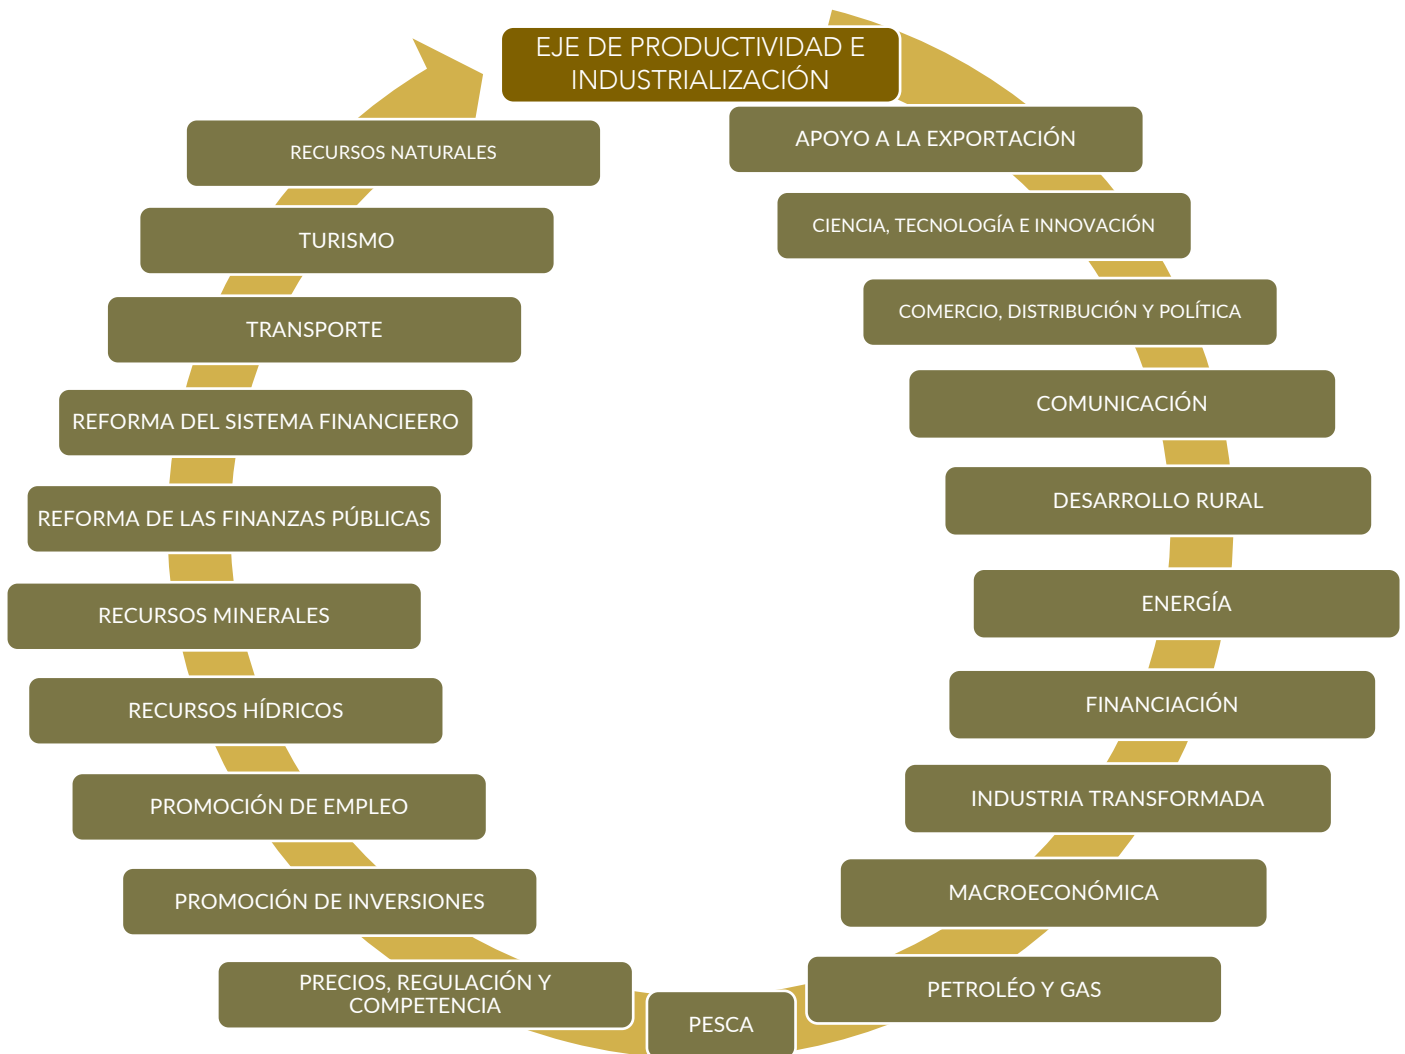 EJE DE PRODUCTIVIDAD E
INDUSTRIALIZACIÓN
APOYO A LA EXPORTACIÓN
CIENCIA, TECNOLOGÍA E INNOVACIÓN
COMERCIO, DISTRIBUCIÓN Y POLÍTICA
COMUNICACIÓN
DESARROLLO RURAL
ENERGÍA
FINANCIACIÓN
INDUSTRIA TRANSFORMADA
MACROECONÓMICA
PETROLÉO Y GAS
PESCA
PRECIOS, REGULACIÓN Y
COMPETENCIA
PROMOCIÓN DE INVERSIONES
PROMOCIÓN DE EMPLEO
RECURSOS HÍDRICOS
RECURSOS MINERALES
REFORMA DE LAS FINANZAS PÚBLICAS
REFORMA DEL SISTEMA FINANCIEERO
TRANSPORTE
TURISMO
RECURSOS NATURALES